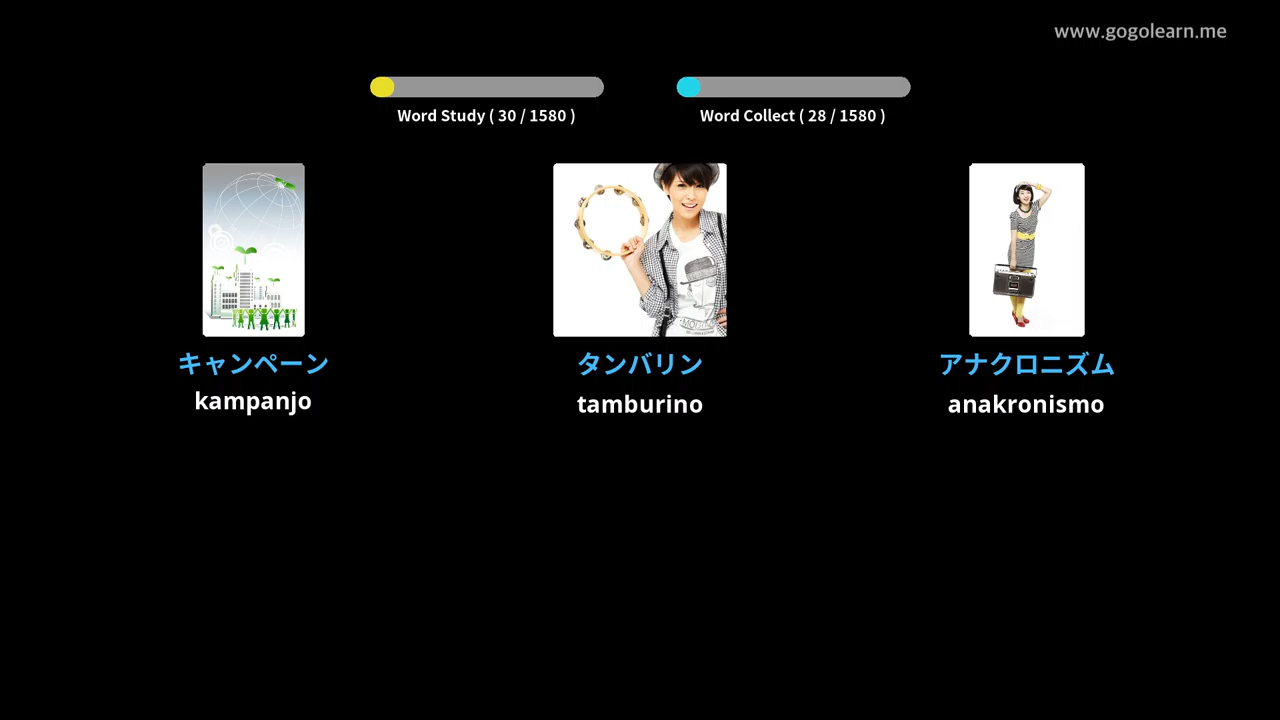 www.gogolearn.me
Word Study ( 30 / 1580 )
Word Collect ( 28 / 1580 )
キャンペーン
タンバリン
アナクロニズム
kampanjo
tamburino
anakronismo